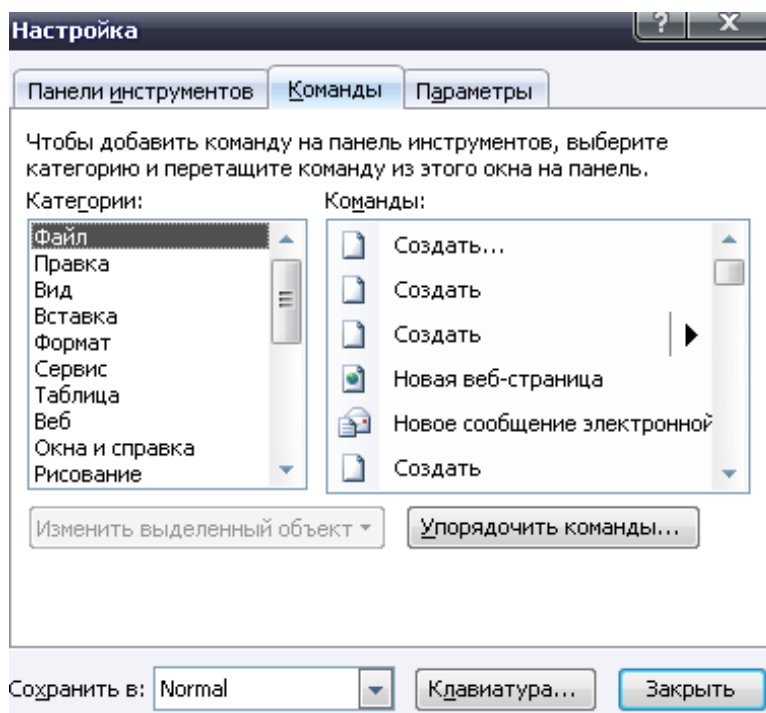 Настройка
Панели инструментов Команды Параметры
Чтобы добавить команду на панель инструментов, выберите
категорию и перетащите команду из этого окна на панель.
Категории: Команды:
Файл
Правка
Вид
Вставка
Формат
Сервис
Таблица
Веб
Окна и справка
Рисование
Создать...
Создать
Создать
Новая веб-страница
Новое сообщение электронной
Создать
Изменить выделенный объект Упорядочить команды...
Сохранить в: Normal Клавиатура... Закрыть